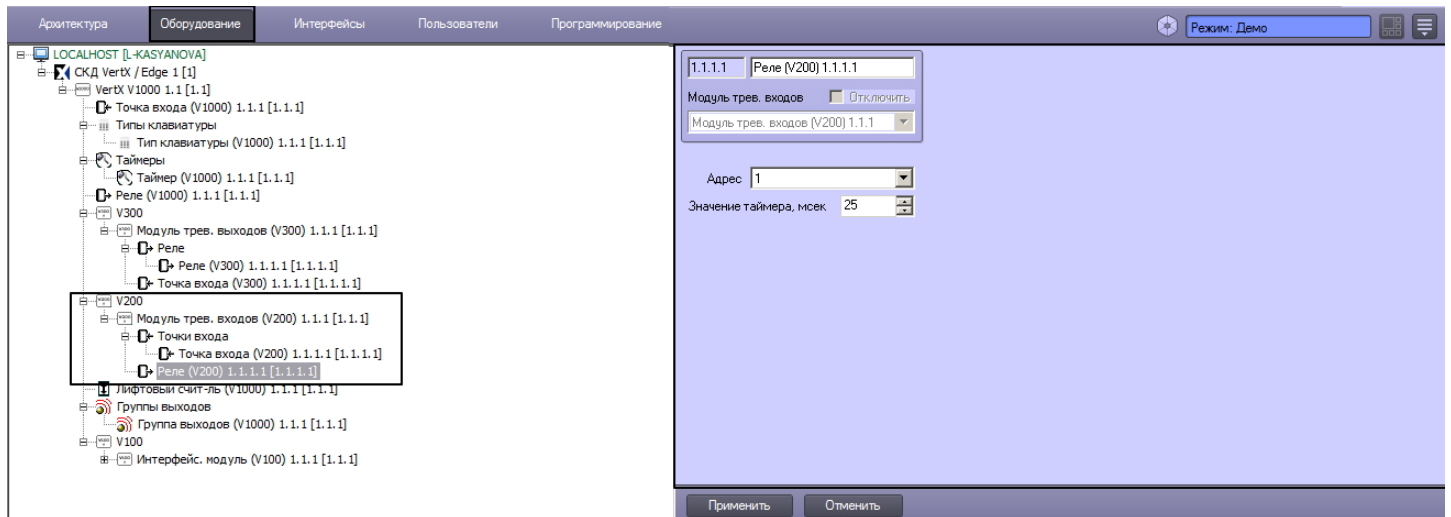 Архитектура Оборудование Интерфейсы Пользователи Программирование Режим: Демо
LOCALHOST [L-KASYANOVA]
СКД VertX / Edge 1 [1]
VertX V1000 1.1 [1.1]
Точка входа (V1000) 1.1.1 [1.1.1]
Типы клавиатуры
Тип клавиатуры (V1000) 1.1.1 [1.1.1]
Таймеры
Таймер (V1000) 1.1.1 [1.1.1]
Реле (V1000) 1.1.1 [1.1.1]
V300
Модуль трев. выходов (V300) 1.1.1 [1.1.1]
Реле
Реле (V300) 1.1.1.1 [1.1.1.1]
Точка входа (V300) 1.1.1.1 [1.1.1.1]
V200
Модуль трев. входов (V200) 1.1.1 [1.1.1]
Точки входа
Точка входа (V200) 1.1.1.1 [1.1.1.1]
Реле (V200) 1.1.1.1 [1.1.1.1]
Лифтовый счит-ль (V1000) 1.1.1 [1.1.1]
Группы выходов
Группа выходов (V1000) 1.1.1 [1.1.1]
V100
Интерфейс. модуль (V100) 1.1.1 [1.1.1]
1.1.1.1 Реле (V200) 1.1.1.1
Модуль трев. входов Отключить
Модуль трев. входов (V200) 1.1.1
Адрес 1
Значение таймера, мсек 25
Применить Отменить